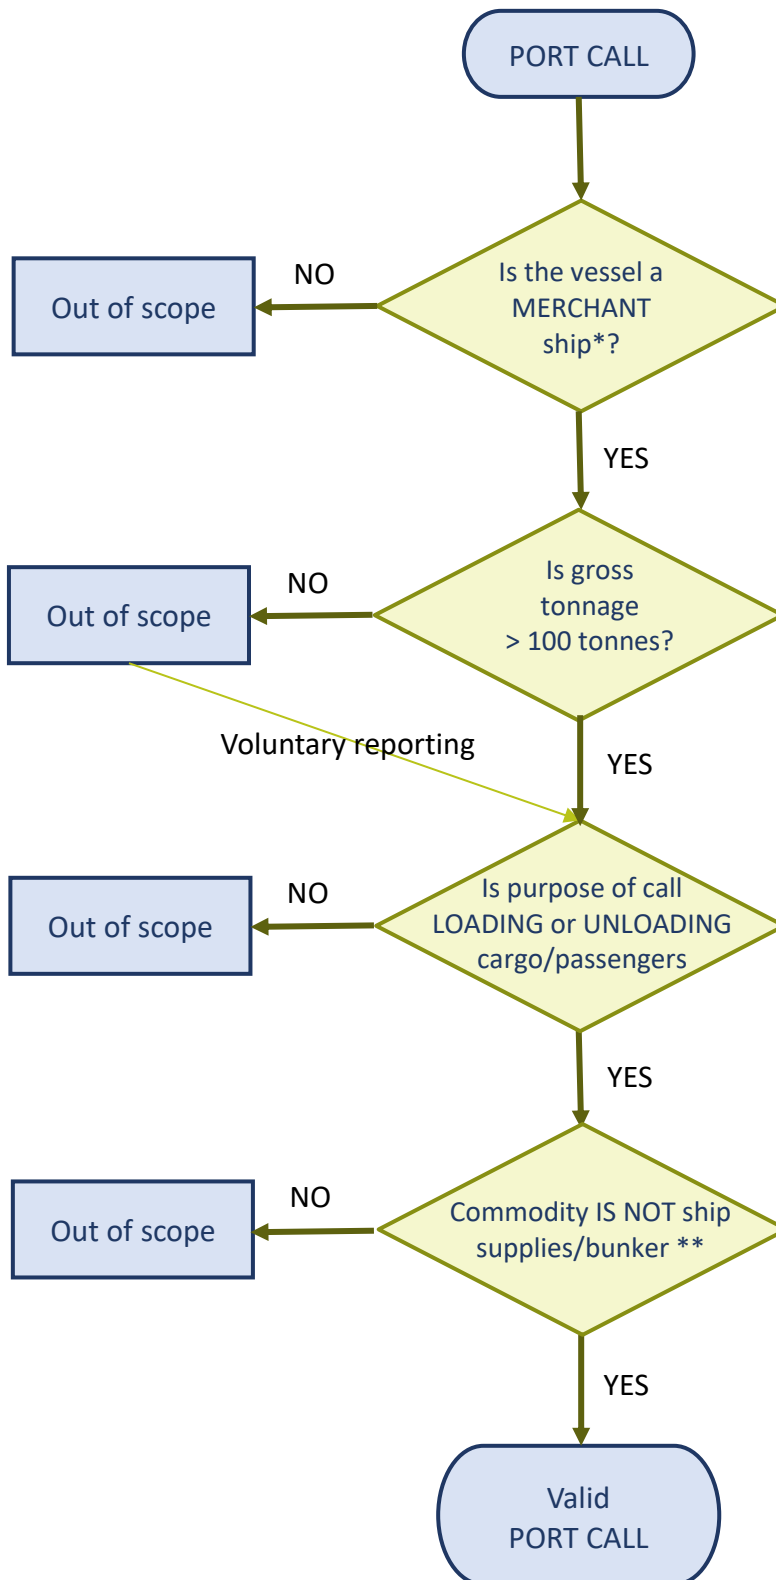 PORT CALL
Is the vessel a
MERCHANT
ship*?
NO
Out of scope
YES
Is gross
tonnage
> 100 tonnes?
NO
Out of scope
Voluntary reporting
YES
Is purpose of call
LOADING or UNLOADING
cargo/passengers
NO
Out of scope
YES
Commodity IS NOT ship
supplies/bunker **
NO
Out of scope
YES
Valid
PORT CALL